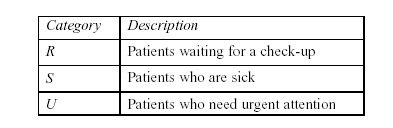 Category Description
R Patients waiting for a check-up
S Patients who are sick
U Patients who need urgent attention